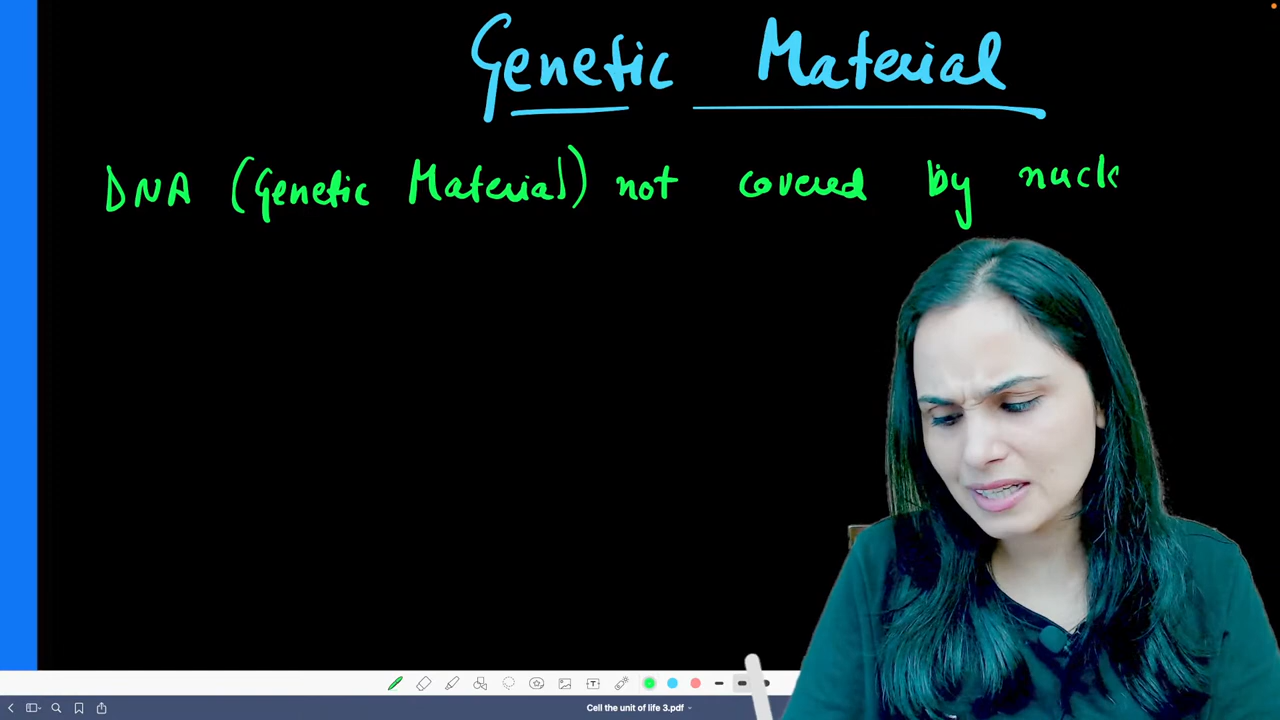 Genetic Material
DNA (Genetic Material) not covered by nucle
Cell the unit of life 3.pdf